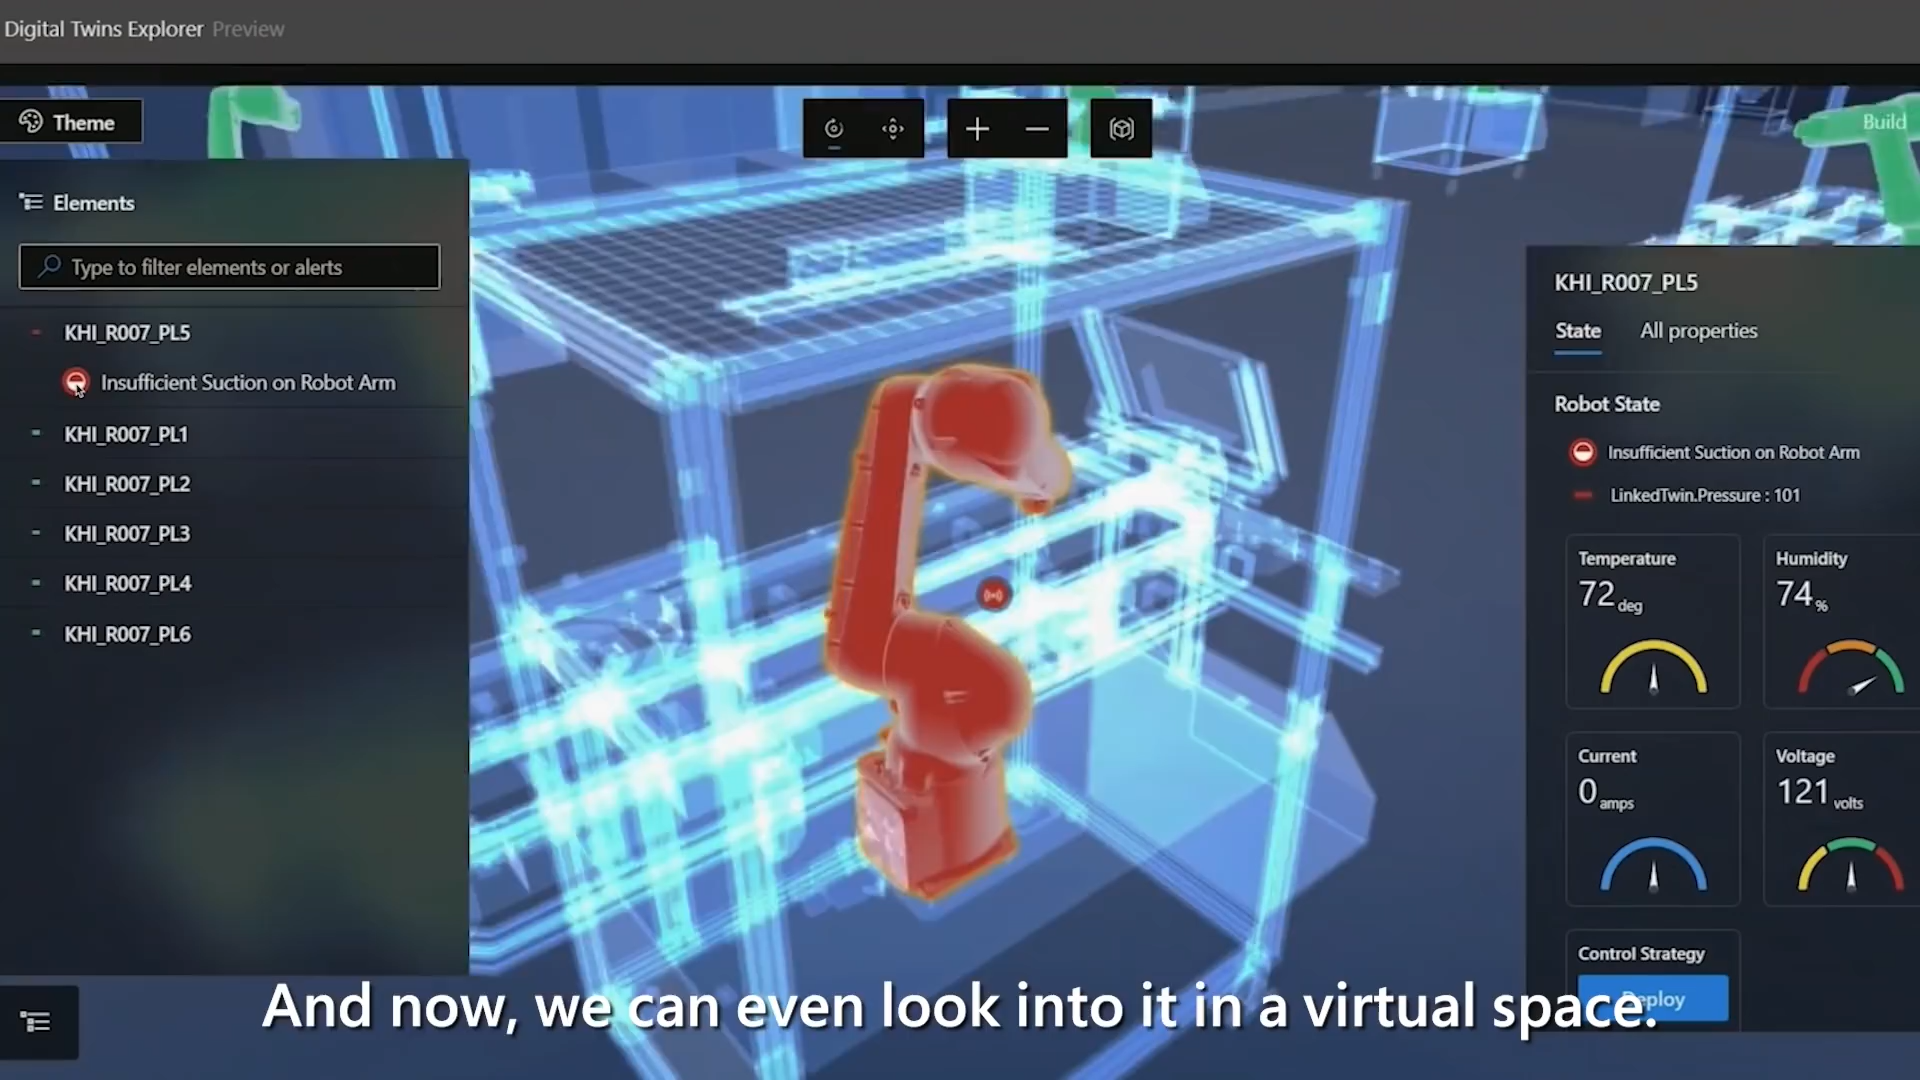 Digital Twins Explorer Preview
Theme
Build
Elements
Type to filter elements or alerts
KHI_R007_PL5
Insufficient Suction on Robot Arm
KHI_R007_PL1
KHI_R007_PL2
KHI_R007_PL3
KHI_R007_PL4
KHI_R007_PL6
KHI_R007_PL5
State All properties
Robot State
Insufficient Suction on Robot Arm
LinkedTwin.Pressure : 101
Temperature
72 deg
Humidity
74 %
Current
0 amps
Voltage
121 volts
Control Strategy
Deploy
And now, we can even look into it in a virtual space.